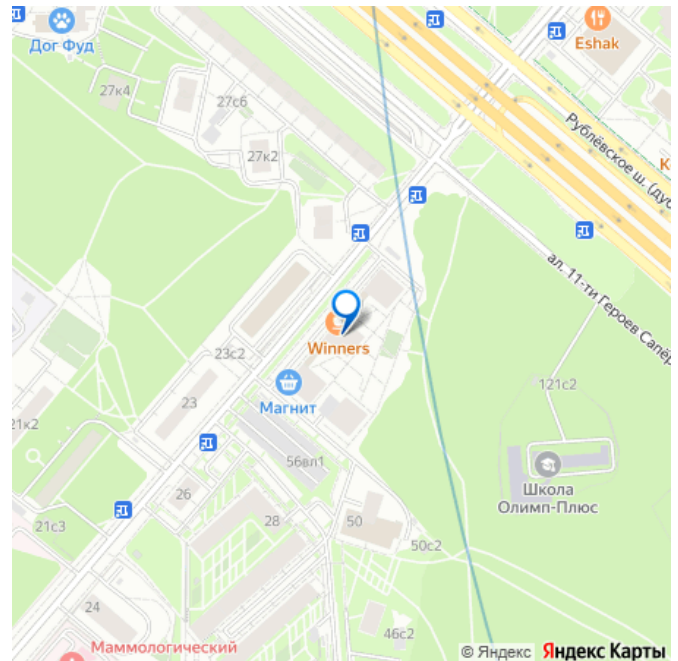 Дог Фуд
Eshak
27к4
27с6
Рублёвское ш. (дус
К
27к2
ал. 11-ти Героев Сапёр
Winners
23с2
121с2
Магнит
23
21к2
56вл1
Школа
Олимп-Плюс
26
21с3
28
50
50с2
24
46с2
Маммологический
© Яндекс Яндекс Карты